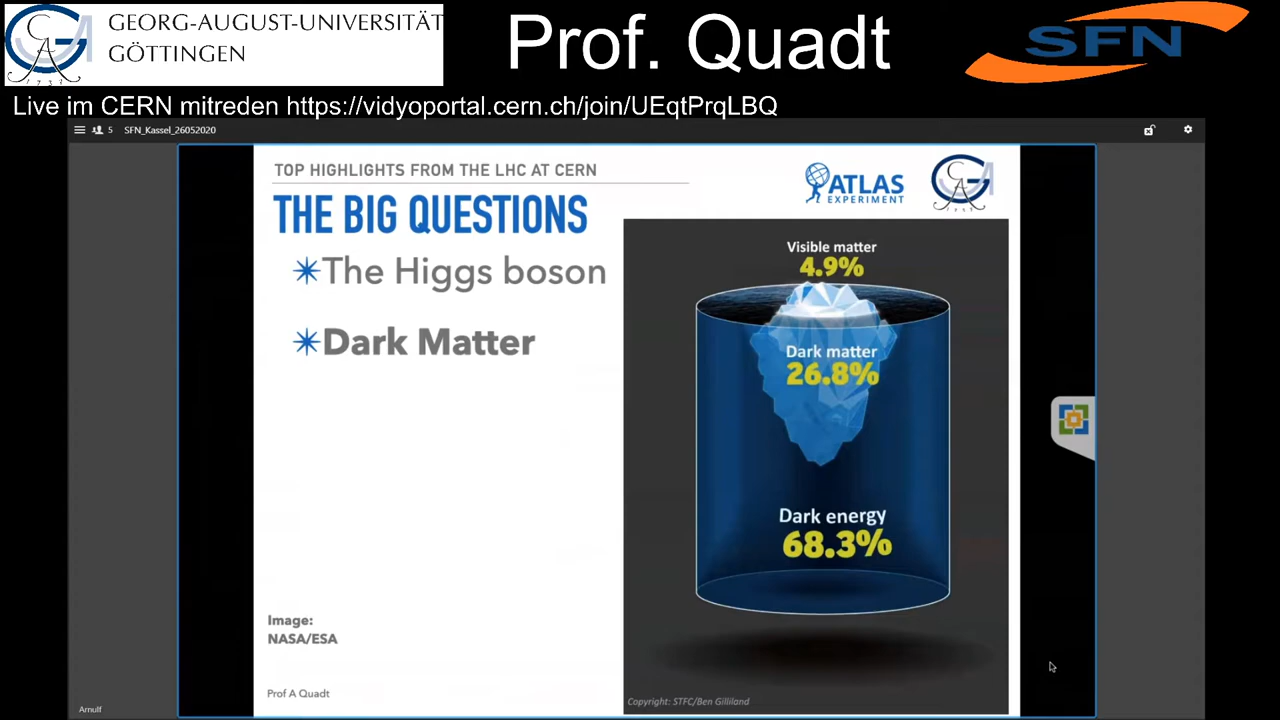 GEORG-AUGUST-UNIVERSITÄT
GÖTTINGEN
Prof. Quadt
SFN
Live im CERN mitreden https://vidyoportal.cern.ch/join/UEqtPrqLBQ
5 SFN_Kassel_26052020
TOP HIGHLIGHTS FROM THE LHC AT CERN
ATLAS
EXPERIMENT
THE BIG QUESTIONS
The Higgs boson
Dark Matter
Visible matter
4.9%
Dark matter
26.8%
Dark energy
68.3%
Image:
NASA/ESA
Prof A Quadt
Copyright: STFC/Ben Gilliland
Arnulf